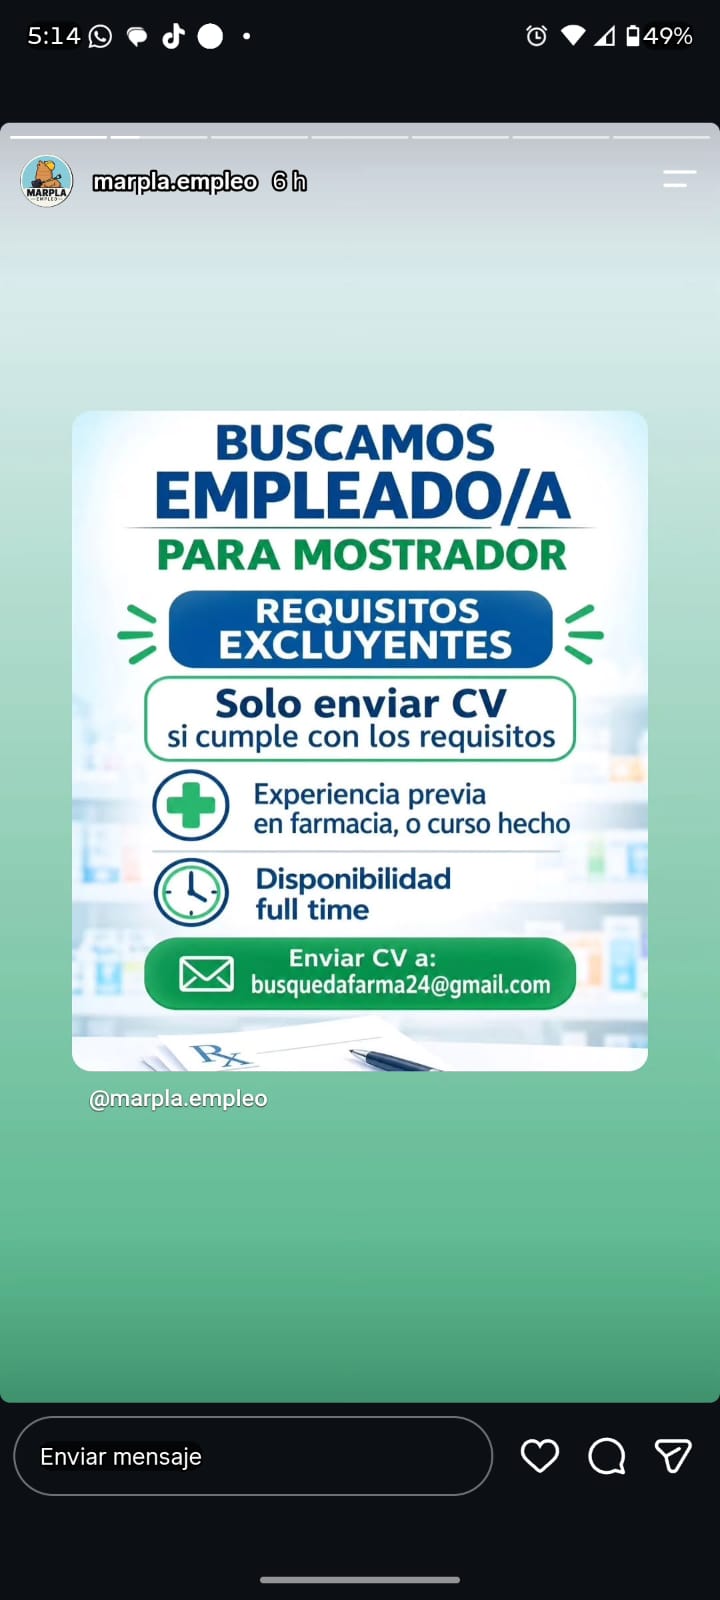 5:14
49%
marpla.empleo 6 h
MARPLA
EMPLEO
BUSCAMOS
EMPLEADO/A
PARA MOSTRADOR
REQUISITOS
EXCLUYENTES
Solo enviar CV
si cumple con los requisitos
Experiencia previa
en farmacia, o curso hecho
Disponibilidad
full time
Enviar CV a:
busquedafarma24@gmail.com
Rx
@marpla.empleo
Enviar mensaje